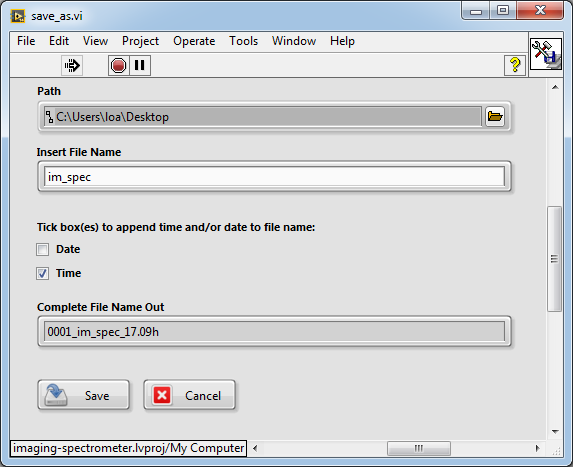 save_as.vi
File Edit View Project Operate Tools Window Help
?
Path
C:\Users\loa\Desktop
Insert File Name
im_spec
Tick box(es) to append time and/or date to file name:
Date
Time
Complete File Name Out
0001_im_spec_17.09h
Save Cancel
imaging-spectrometer.lvproj/My Computer